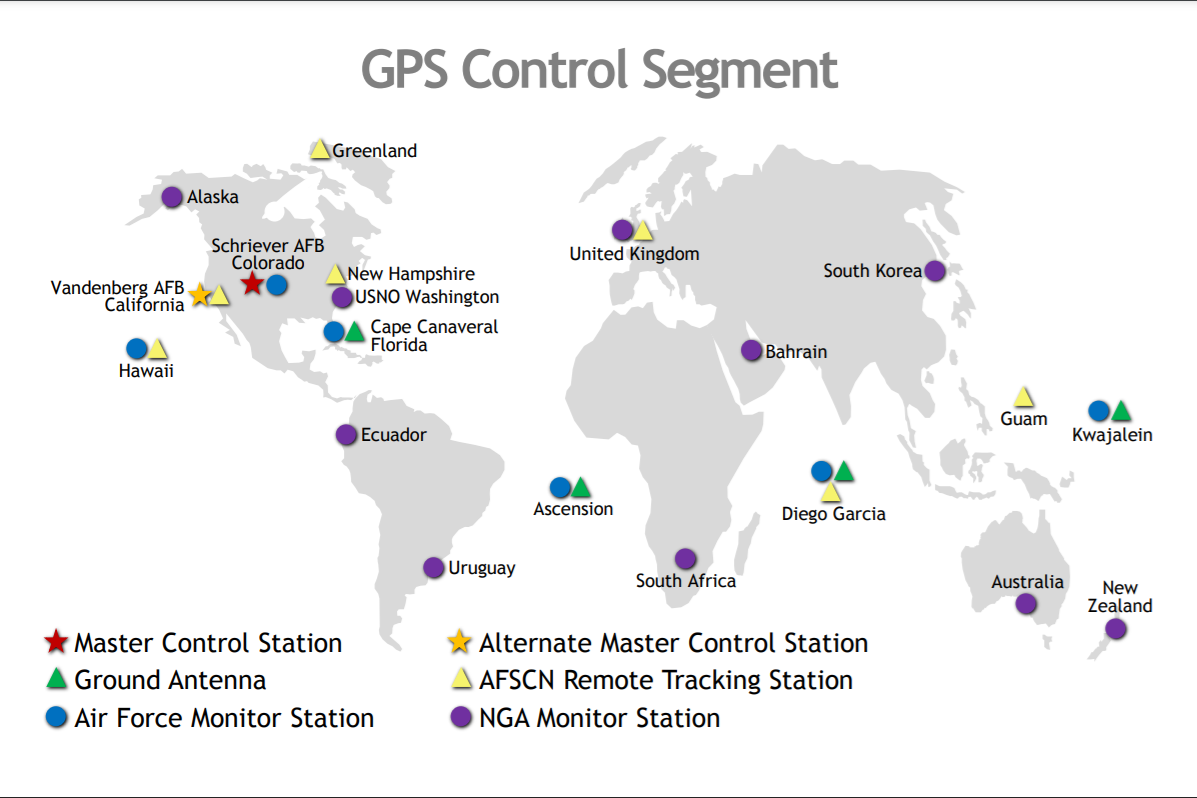 GPS Control Segment
Greenland
Alaska
Schriever AFB
Colorado
United Kingdom
New Hampshire
South Korea
Vandenberg AFB
California
USNO Washington
Cape Canaveral
Florida
Bahrain
Hawaii
Guam
Kwajalein
Ecuador
Ascension
Diego Garcia
Uruguay
South Africa
Australia
New
Zealand
Master Control Station
Alternate Master Control Station
Ground Antenna
AFSCN Remote Tracking Station
Air Force Monitor Station
NGA Monitor Station